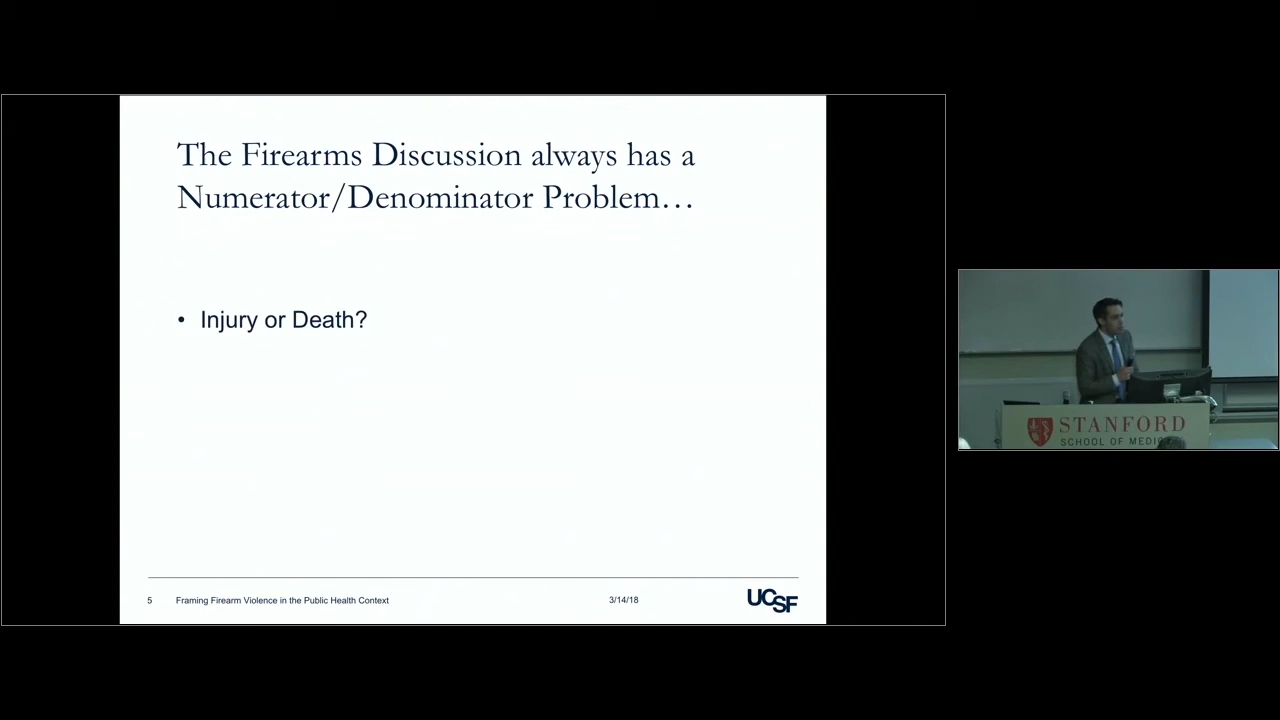 The Firearms Discussion always has a
Numerator/Denominator Problem…
• Injury or Death?
5 Framing Firearm Violence in the Public Health Context 3/14/18 UCSF
STANFORD
SCHOOL OF